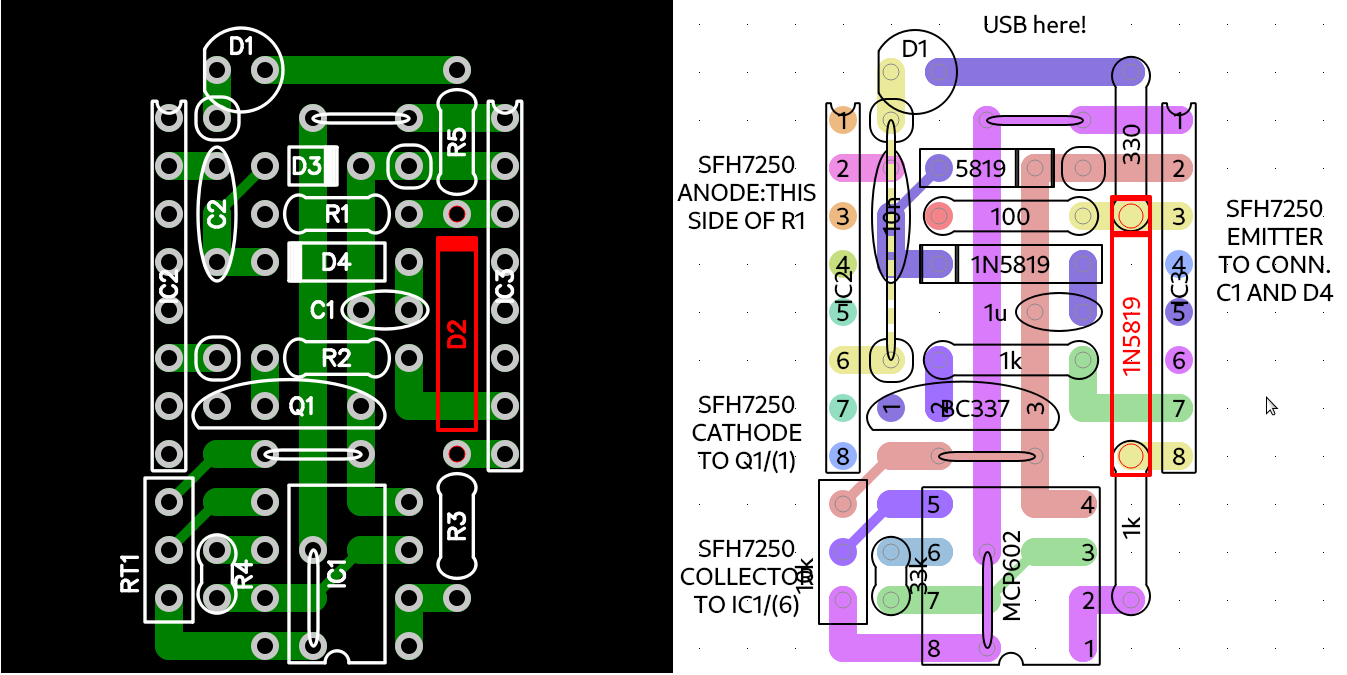 D1
R5
D3
C2
R1
IC2
D4
IC3
C1
D2
R2
Q1
R3
RT1
R4
IC1
USB here!
D1
1
1
330
SFH7250
ANODE:THIS
SIDE OF R1
2
5819
2
3
10n
100
3
SFH7250
EMITTER
TO CONN.
C1 AND D4
4
IC2
1N5819
4
IC3
5
1u
5
1N5819
6
1k
6
SFH7250
CATHODE
TO Q1/(1)
7
1
2
BC337
3
7
8
8
5
4
1k
SFH7250
COLLECTOR
TO IC1/(6)
6
33k
MCP602
3
7
2
8
1